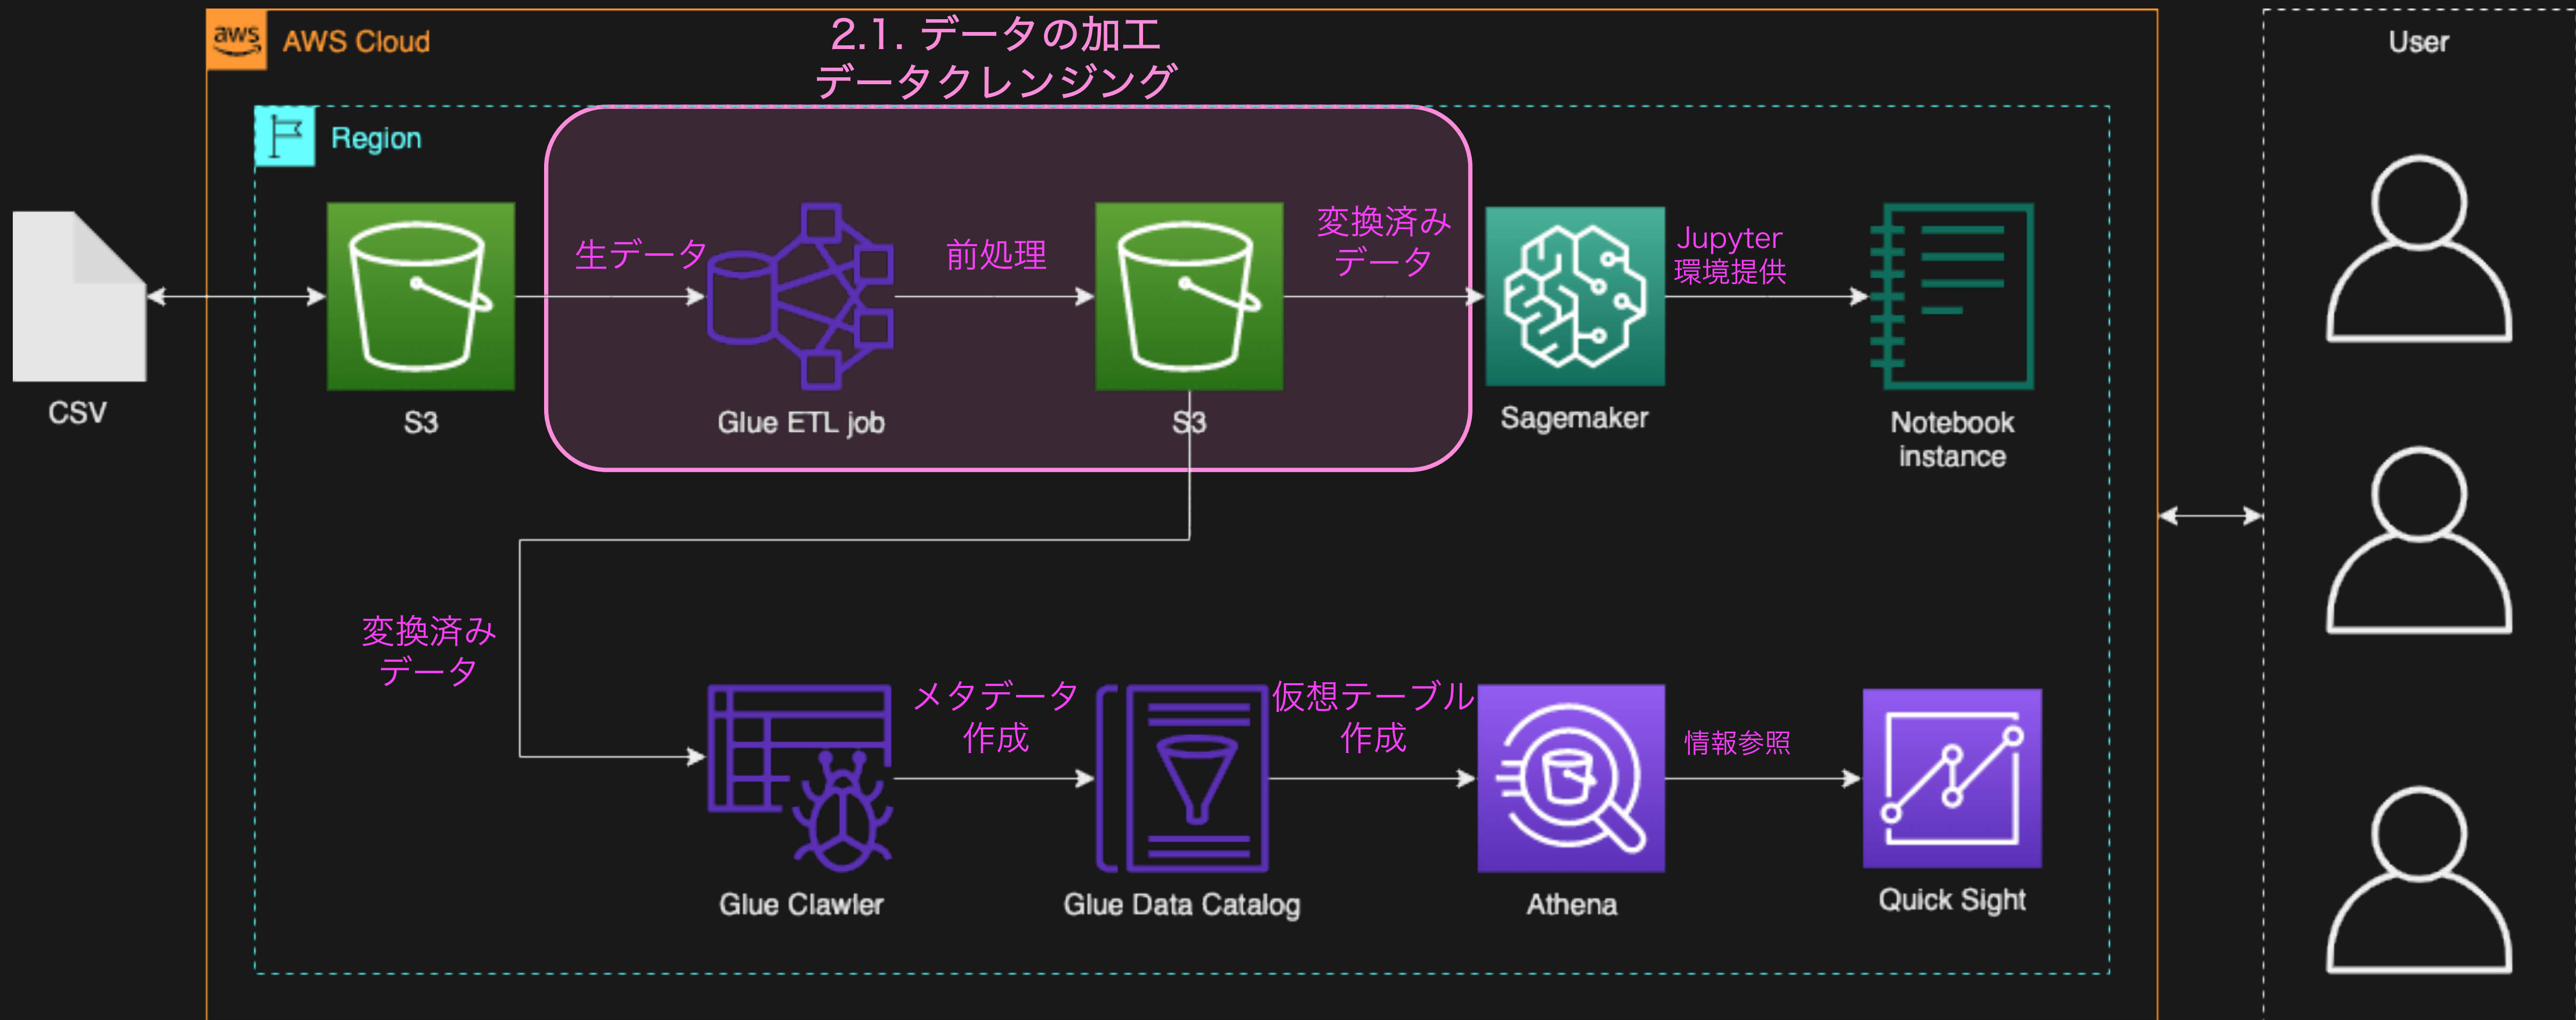 2.1. データの加工
データクレンジング
aws
AWS Cloud
User
Region
生データ
前処理
変換済み
データ
Jupyter
環境提供
CSV
S3
Glue ETL job
S3
Sagemaker
Notebook
instance
変換済み
データ
メタデータ
作成
仮想テーブル
作成
情報参照
Glue Clawler
Glue Data Catalog
Athena
Quick Sight